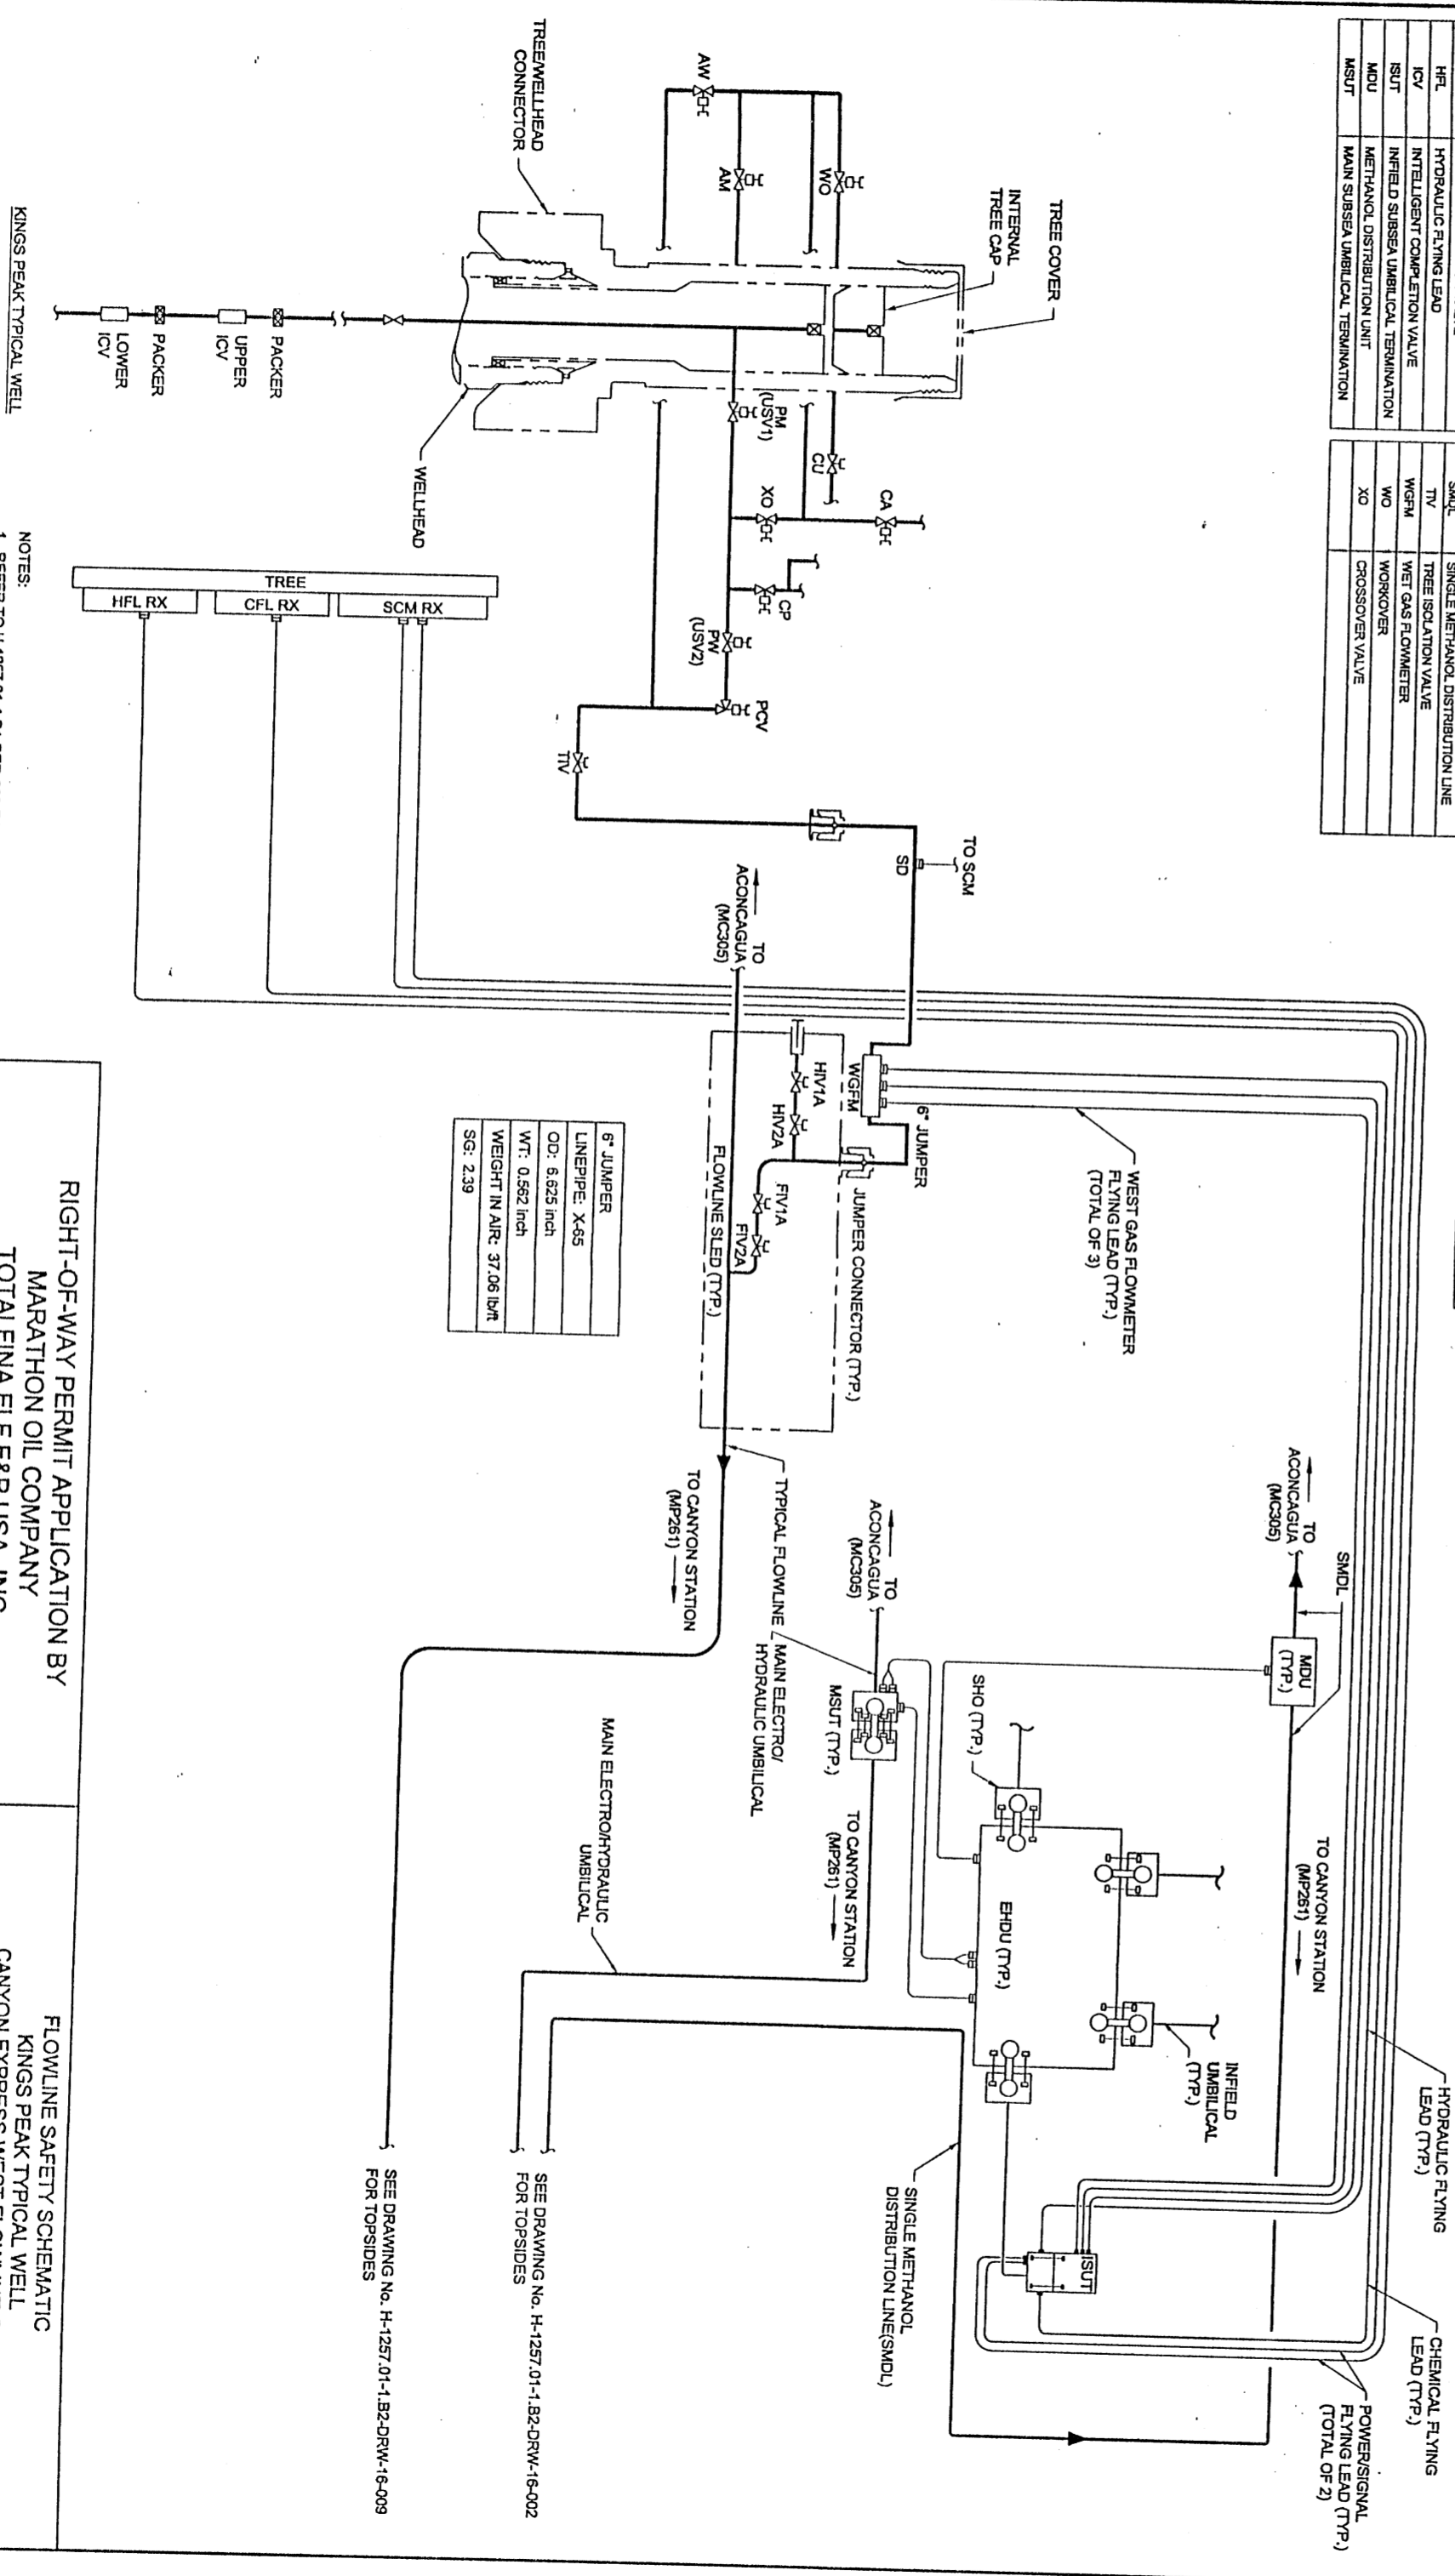 HFL HYDRAULIC FLYING LEAD
ICV INTELLIGENT COMPLETION VALVE
ISUT INFIELD SUBSEA UMBILICAL TERMINATION
MDU METHANOL DISTRIBUTION UNIT
MSUT MAIN SUBSEA UMBILICAL TERMINATION
SMDL SINGLE METHANOL DISTRIBUTION LINE
TIV TREE ISOLATION VALVE
WGFM WET GAS FLOWMETER
WO WORKOVER
XO CROSSOVER VALVE
TREE COVER
INTERNAL
TREE CAP
TREE/WELLHEAD
CONNECTOR
AW
AM
WO
PM
(USV1)
CU
XO
CA
CP
PW
(USV2)
PCV
TIV
WELLHEAD
PACKER
UPPER
ICV
PACKER
LOWER
ICV
KINGS PEAK TYPICAL WELL
NOTES:
TREE
HFL RX
CFL RX
SCM RX
TO SCM
SD
TO
ACONCAGUA
(MC305)
WGFM
6" JUMPER
HIV1A
HIV2A
FIV1A
FIV2A
JUMPER CONNECTOR (TYP.)
FLOWLINE SLED (TYP.)
WEST GAS FLOWMETER
FLYING LEAD (TYP.)
(TOTAL OF 3)
6" JUMPER
LINEPIPE: X-65
OD: 6.625 inch
WT: 0.562 inch
WEIGHT IN AIR: 37.06 lb/ft
SG: 2.39
TYPICAL FLOWLINE
TO CANYON STATION
(MP261)
TO
ACONCAGUA
(MC305)
MAIN ELECTRO/
HYDRAULIC UMBILICAL
MSUT (TYP.)
TO CANYON STATION
(MP261)
MAIN ELECTRO/HYDRAULIC
UMBILICAL
TO
ACONCAGUA
(MC305)
SMDL
MDU
(TYP.)
SHO (TYP.)
EHDU (TYP.)
TO CANYON STATION
(MP261)
INFIELD
UMBILICAL
(TYP.)
HYDRAULIC FLYING
LEAD (TYP.)
CHEMICAL FLYING
LEAD (TYP.)
POWER/SIGNAL
FLYING LEAD (TYP.)
(TOTAL OF 2)
ISUT
SINGLE METHANOL
DISTRIBUTION LINE(SMDL)
SEE DRAWING No. H-1257.01-1.B2-DRW-16-002
FOR TOPSIDES
SEE DRAWING No. H-1257.01-1.B2-DRW-16-009
FOR TOPSIDES
RIGHT-OF-WAY PERMIT APPLICATION BY
MARATHON OIL COMPANY
TOTALFINA ELF E&P USA, INC
FLOWLINE SAFETY SCHEMATIC
KINGS PEAK TYPICAL WELL
CANYON EXPRESS WEST